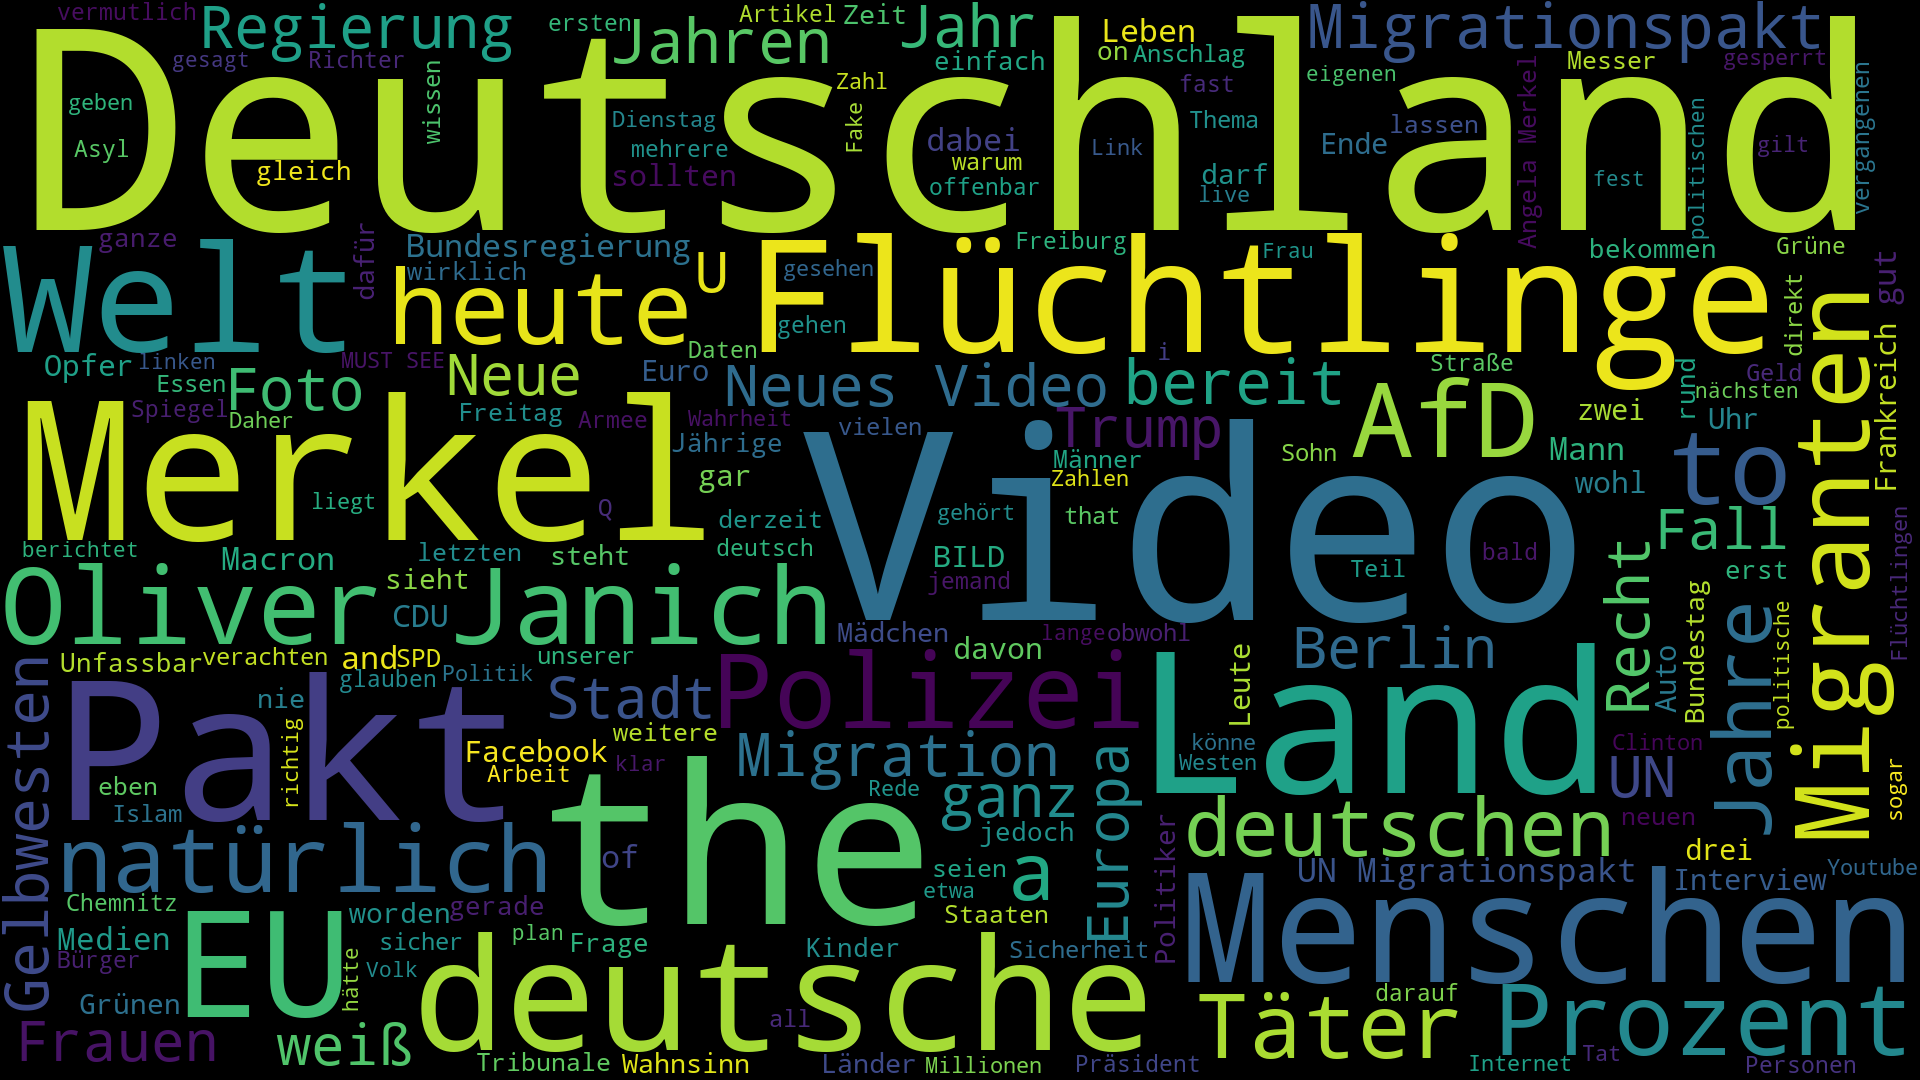 vermutlich
Regierung
ersten
Jahren
Artikel
Zeit
Jahr
Leben
Migrationspakt
gesagt
Richter
wissen
einfach
on
Anschlag
eigenen
Messer
gesperrt
Deutschland
geben
Asyl
gleich
Dienstag
mehrere
sollten
Zahl
Fake
dabei
warum
offenbar
Link
fast
Thema
darf
live
Ende
lassen
Angela Merkel
fest
politischen
gilt
vergangenen
ganze
dafür
Bundesregierung
wirklich
U
gesehen
gehen
Freiburg
Frau
bekommen
Grüne
gut
Welt
heute
Flüchtlinge
direkt
Opfer
linken
MUST SEE
Neue
Daten
Euro
i
Straße
rund
Geld
nächsten
Frankreich
Essen
Foto
Spiegel
Daher
Freitag
Armee
Wahrheit
Neues Video
bereit
AfD
zwei
Uhr
Migranten
Merkel
Jährige
vielen
Trump
Männer
Zahlen
Sohn
Mann
wohl
to
gar
liegt
Q
derzeit
deutsch
Video
gehört
that
BILD
jemand
Teil
bald
Fall
erst
Flüchtlingen
berichtet
Macron
letzten
steht
sieht
CDU
Oliver Janich
Mädchen
lange
obwohl
davon
Berlin
Recht
Auto
Bundestag
Jahre
politische
Unfassbar
verachten
and
SPD
glauben
Politik
unserer
nie
Stadt
Polizei
Leute
Land
könne
Westen
Clinton
UN
neuen
sogar
Gelbwesten
Pakt
richtig
Facebook
Arbeit
weitere
klar
Migration
Rede
ganz
jedoch
Europa
eben
Islam
the
of
natürlich
deutschen
drei
Youtube
seien
etwa
a
Staaten
Politiker
UN Migrationspakt
Interview
Chemnitz
Medien
Bürger
Grünen
EU
worden
gerade
sicher
Volk
hätte
plan
Frage
Kinder
Sicherheit
Menschen
deutsche
all
Täter
darauf
Prozent
Frauen
weiß
Tribunale
Wahnsinn
Länder
Millionen
Präsident
Internet
Tat
Personen